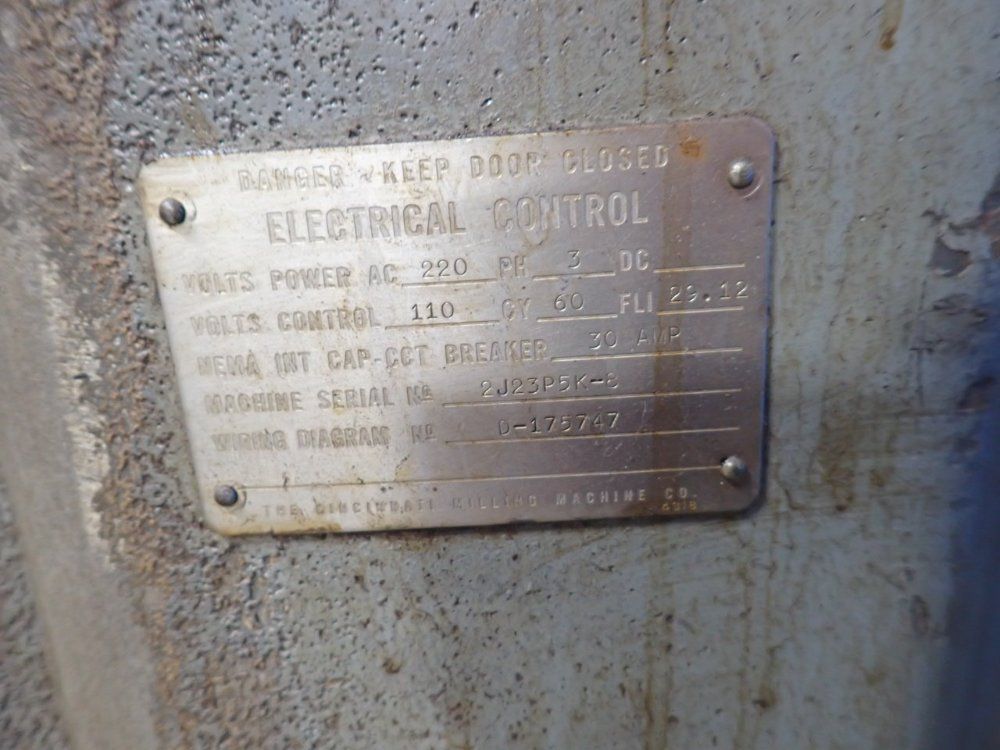 DANGER - KEEP DOOR CLOSED
ELECTRICAL CONTROL
VOLTS POWER AC 220 PH 3 DC
VOLTS CONTROL 110 CY 60 FLI 29.12
NEMA INT CAP-CCT BREAKER 30 AMP
MACHINE SERIAL Nº 2J23P5K-8
WIRING DIAGRAM Nº D-175747
THE CINCINNATI MILLING MACHINE CO.